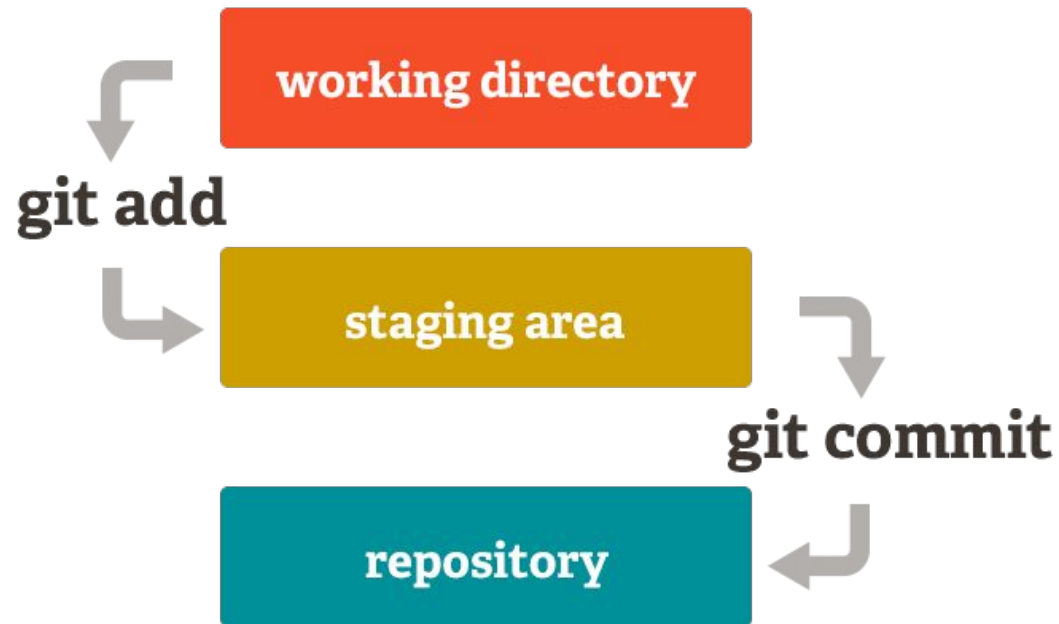 working directory
git add
staging area
git commit
repository